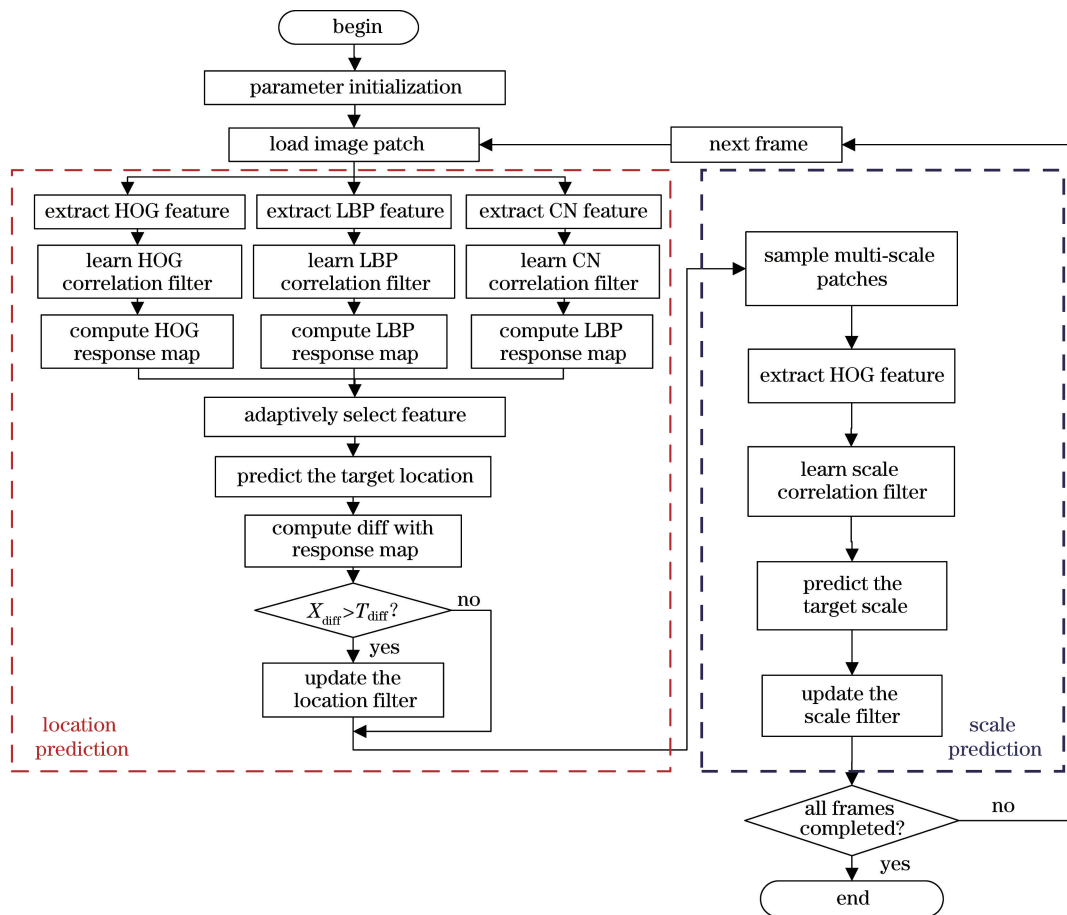 begin
parameter initialization
load image patch
next frame
extract HOG feature
extract LBP feature
extract CN feature
learn HOG
correlation filter
learn LBP
correlation filter
learn CN
correlation filter
compute HOG
response map
compute LBP
response map
compute LBP
response map
adaptively select feature
predict the target location
compute diff with
response map
X_diff>T_diff?
no
yes
update the
location filter
location
prediction
sample multi-scale
patches
extract HOG feature
learn scale
correlation filter
predict the
target scale
update the
scale filter
scale
prediction
all frames
completed?
no
yes
end